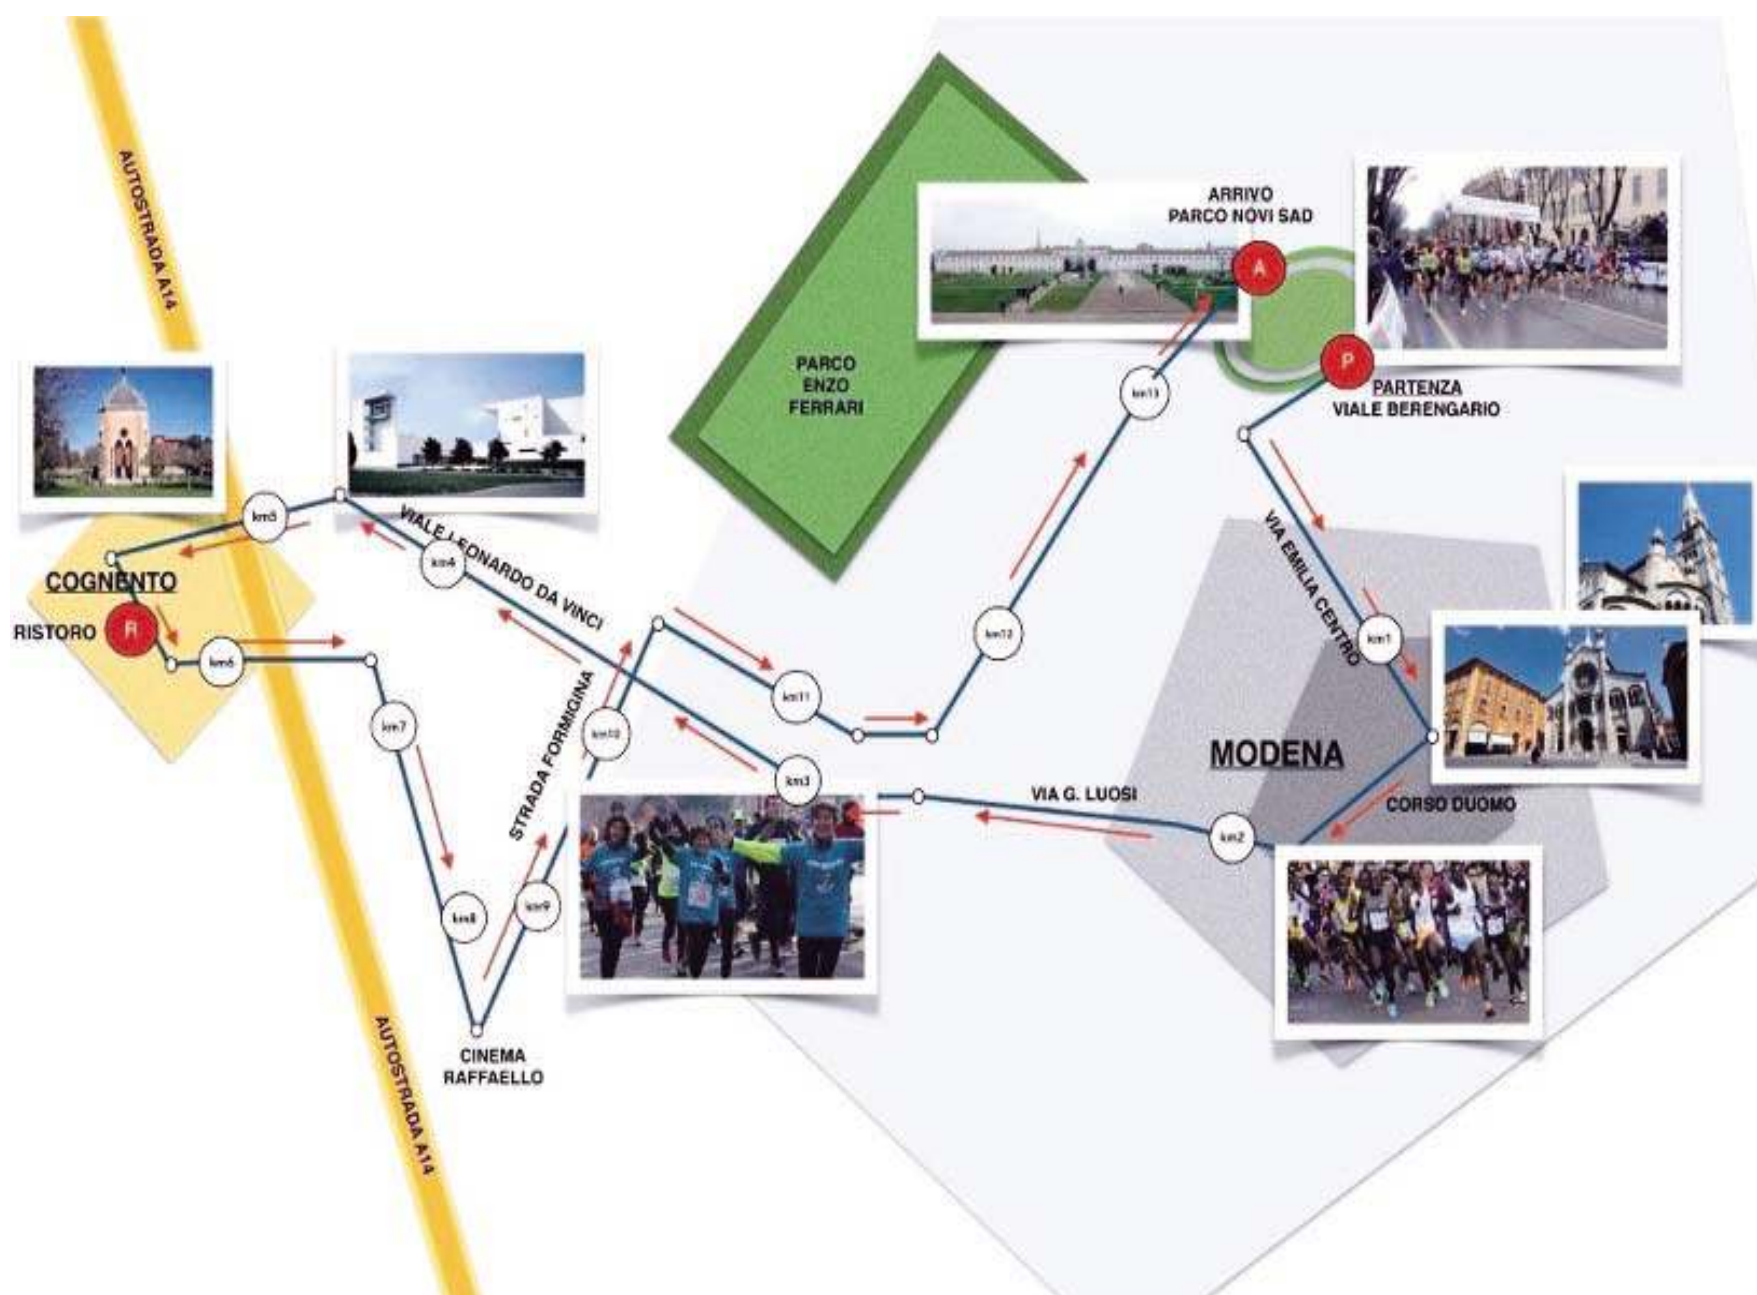 AUTOSTRADA A14
ARRIVO
PARCO NOVI SAD
A
P
PARTENZA
VIALE BERENGARIO
PARCO
ENZO
FERRARI
km13
VIA EMILIA CENTRO
km1
MODENA
CORSO DUOMO
km2
VIA G. LUOSI
km3
VIALE LEONARDO DA VINCI
km4
km5
COGNENTO
RISTORO
R
km6
km7
km8
CINEMA
RAFFAELLO
km9
STRADA FORMIGINA
km10
km11
km12
AUTOSTRADA A14